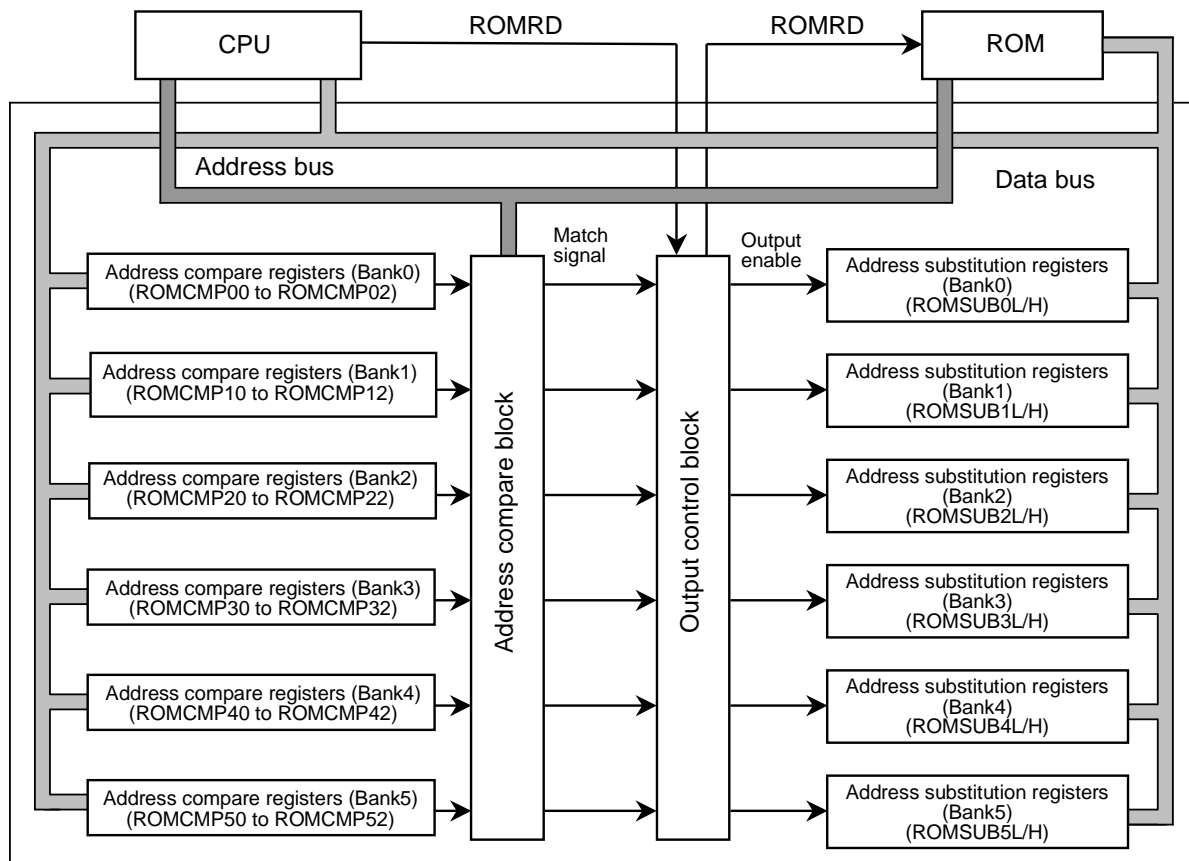 CPU
ROMRD
ROMRD
ROM
Address bus
Data bus
Match
signal
Output
enable
Address compare registers (Bank0)
(ROMCMP00 to ROMCMP02)
Address compare registers (Bank1)
(ROMCMP10 to ROMCMP12)
Address compare registers (Bank2)
(ROMCMP20 to ROMCMP22)
Address compare registers (Bank3)
(ROMCMP30 to ROMCMP32)
Address compare registers (Bank4)
(ROMCMP40 to ROMCMP42)
Address compare registers (Bank5)
(ROMCMP50 to ROMCMP52)
Address compare block
Output control block
Address substitution registers
(Bank0)
(ROMSUB0L/H)
Address substitution registers
(Bank1)
(ROMSUB1L/H)
Address substitution registers
(Bank2)
(ROMSUB2L/H)
Address substitution registers
(Bank3)
(ROMSUB3L/H)
Address substitution registers
(Bank4)
(ROMSUB4L/H)
Address substitution registers
(Bank5)
(ROMSUB5L/H)